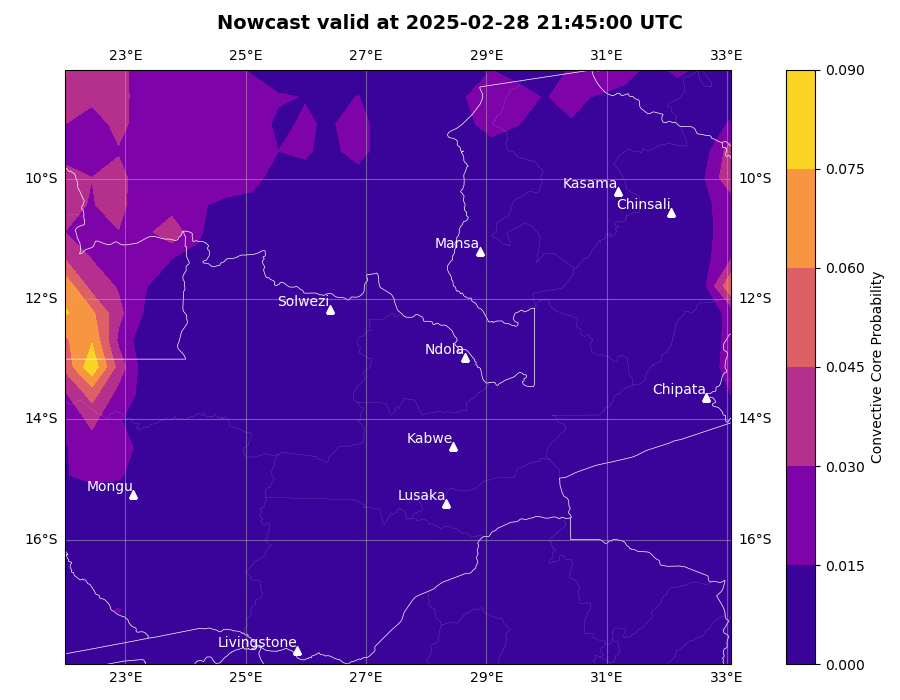 Nowcast valid at 2025-02-28 21:45:00 UTC
23°E 25°E 27°E 29°E 31°E 33°E
0.090
0.075
10°S 10°S
Kasama
Chinsali
Mansa
0.060
12°S 12°S
Solwezi
Ndola
0.045
Chipata
14°S 14°S
Kabwe
0.030
Mongu
Lusaka
16°S 16°S
0.015
Livingstone
0.000
23°E 25°E 27°E 29°E 31°E 33°E
Convective Core Probability